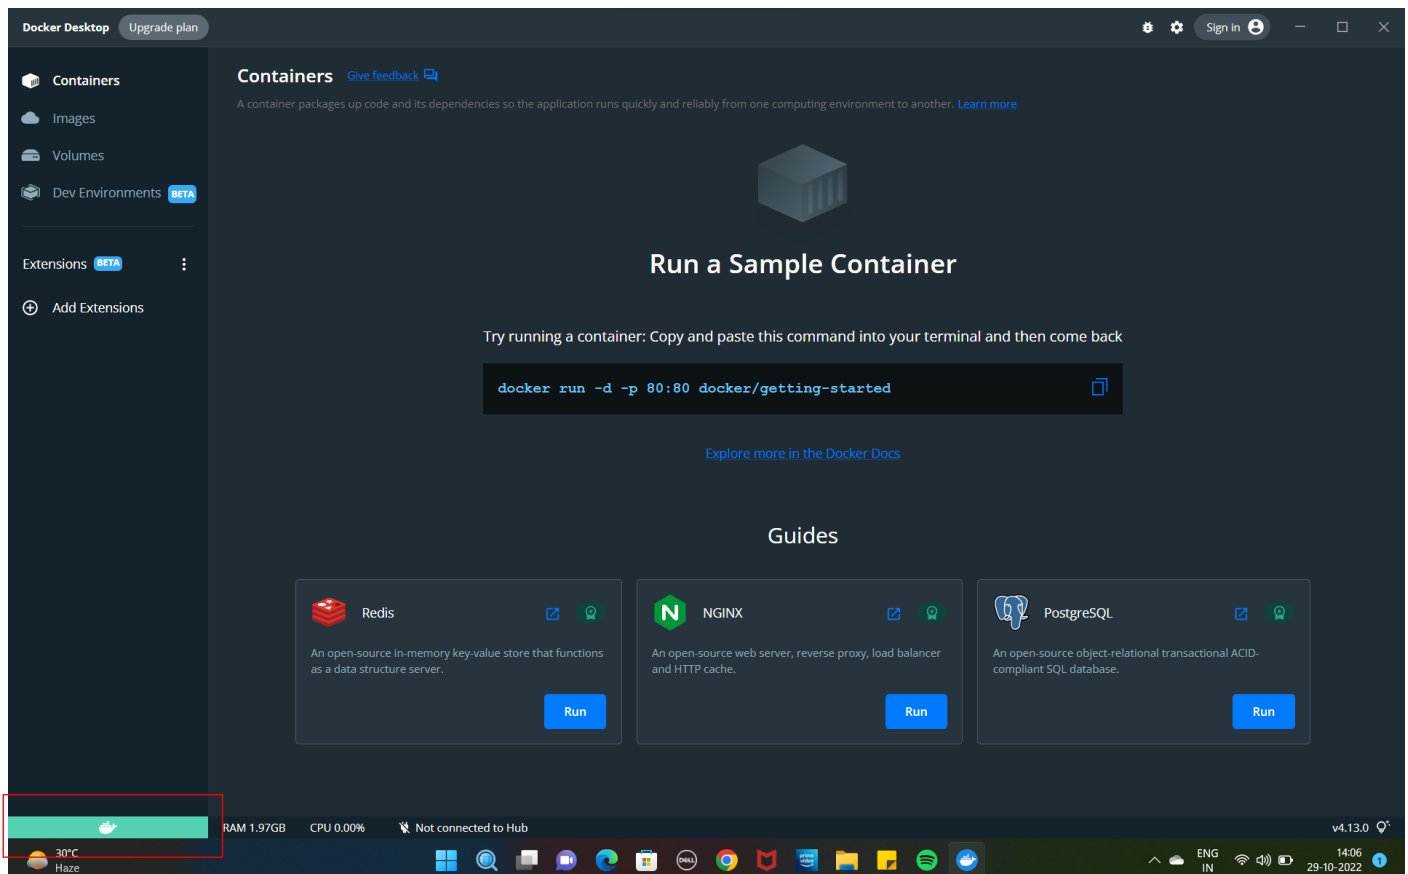 Docker Desktop Upgrade plan Sign in
Containers
Images
Volumes
Dev Environments BETA
Extensions BETA
Add Extensions
Containers Give feedback
A container packages up code and its dependencies so the application runs quickly and reliably from one computing environment to another. Learn more
Run a Sample Container
Try running a container: Copy and paste this command into your terminal and then come back
docker run -d -p 80:80 docker/getting-started
Explore more in the Docker Docs
Guides
Redis
An open-source in-memory key-value store that functions
as a data structure server.
Run
N NGINX
An open-source web server, reverse proxy, load balancer
and HTTP cache.
Run
PostgreSQL
An open-source object-relational transactional ACID-
compliant SQL database.
Run
RAM 1.97GB CPU 0.00% Not connected to Hub v4.13.0
30°C
Haze
DELL
prime
video
ENG
IN
14:06
29-10-2022
1